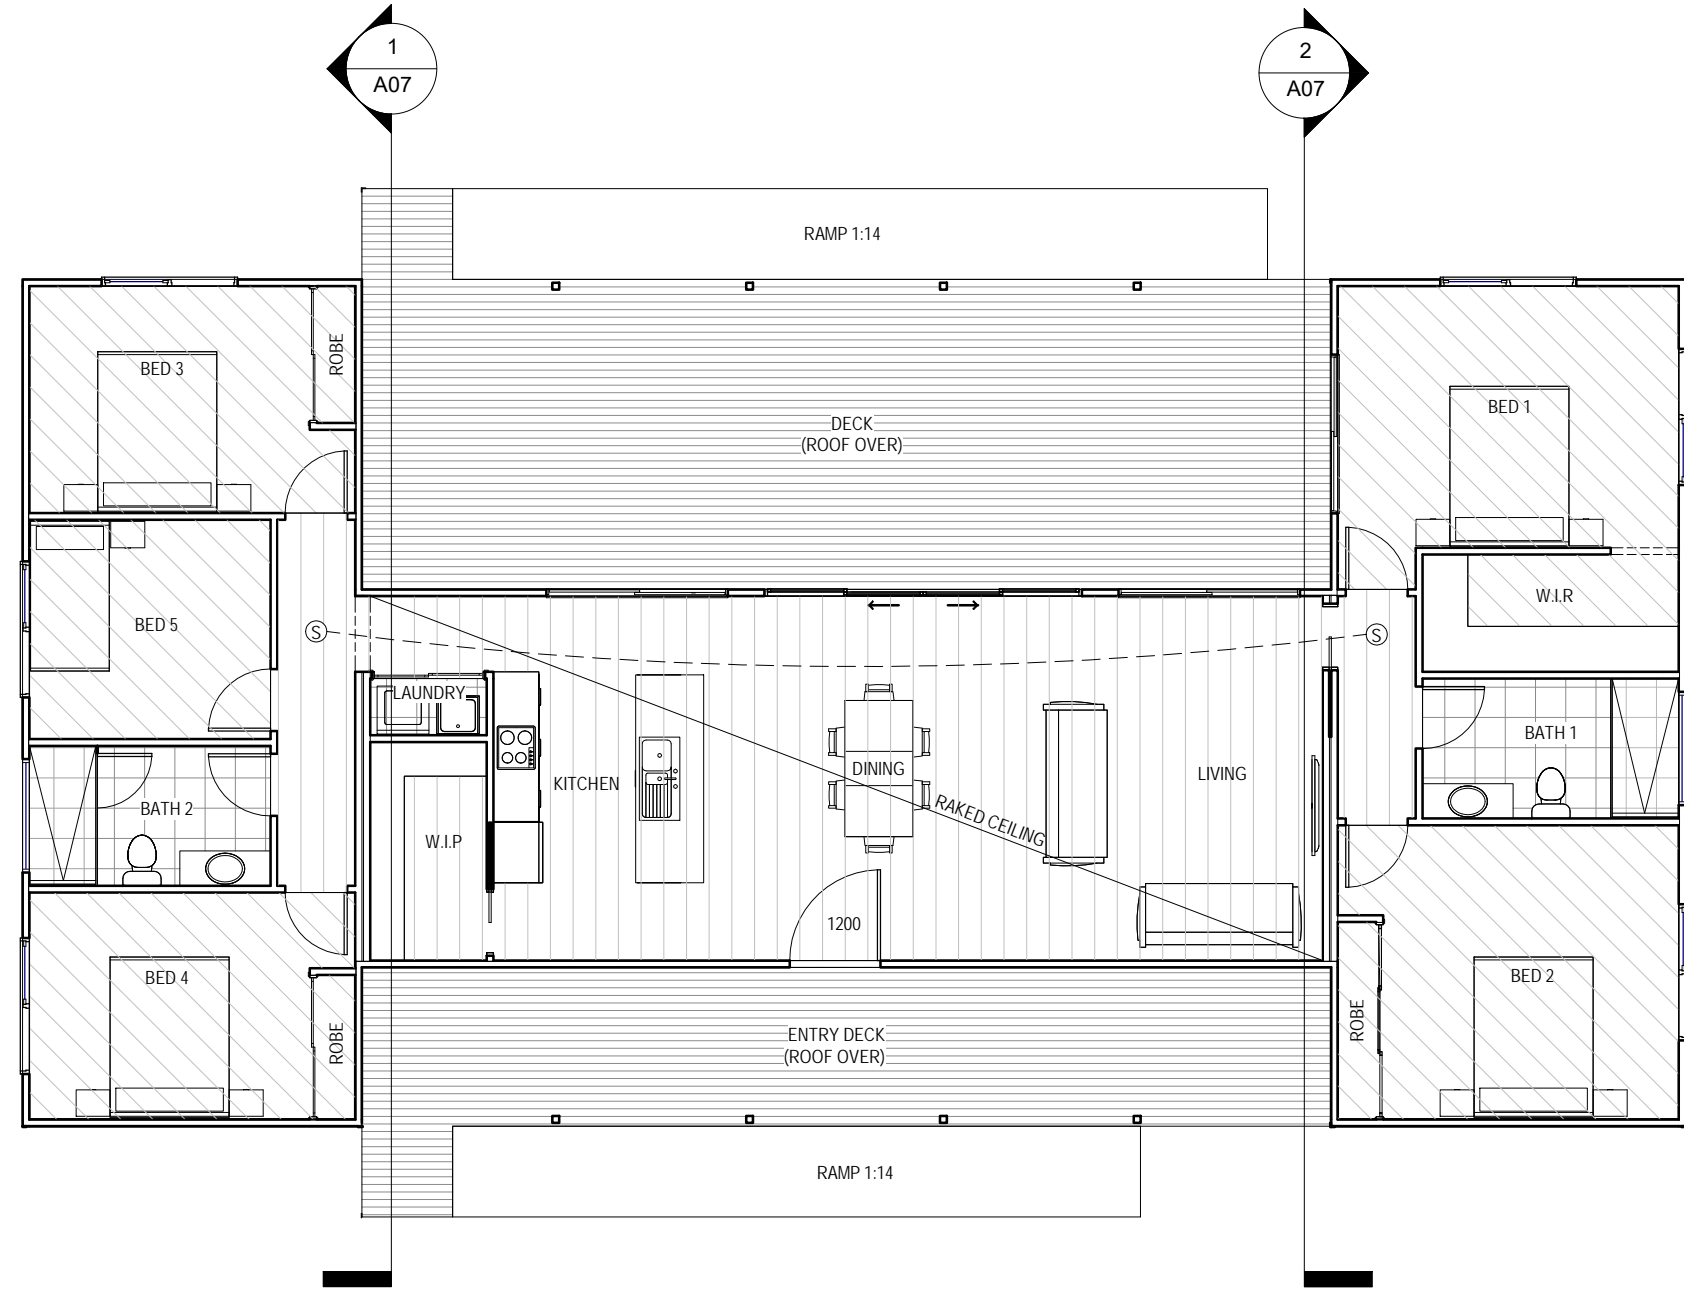 1
A07
2
A07
RAMP 1:14
BED 3
ROBE
DECK
(ROOF OVER)
BED 1
BED 5
S
S
W.I.R
LAUNDRY
BATH 1
KITCHEN
DINING
LIVING
BATH 2
W.I.P
RAKED CEILING
1200
BED 4
ROBE
ENTRY DECK
(ROOF OVER)
ROBE
BED 2
RAMP 1:14